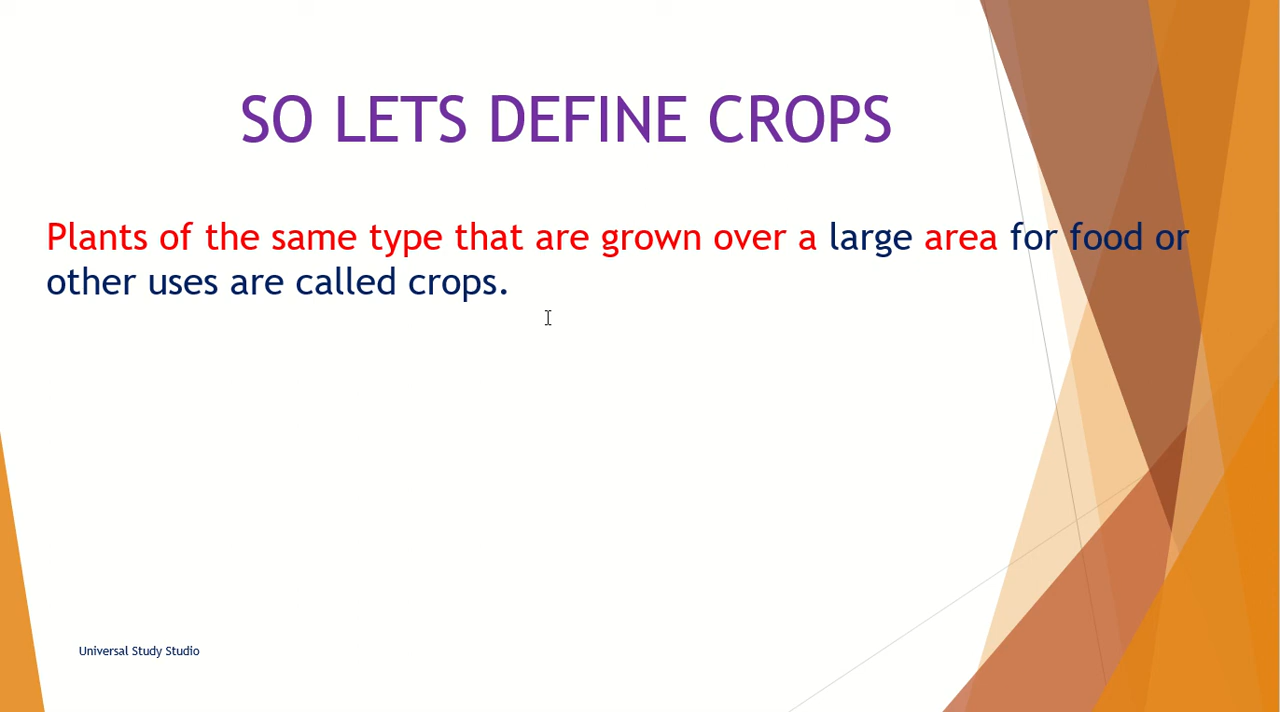 SO LETS DEFINE CROPS
Plants of the same type that are grown over a large area for food or
other uses are called crops.
Universal Study Studio